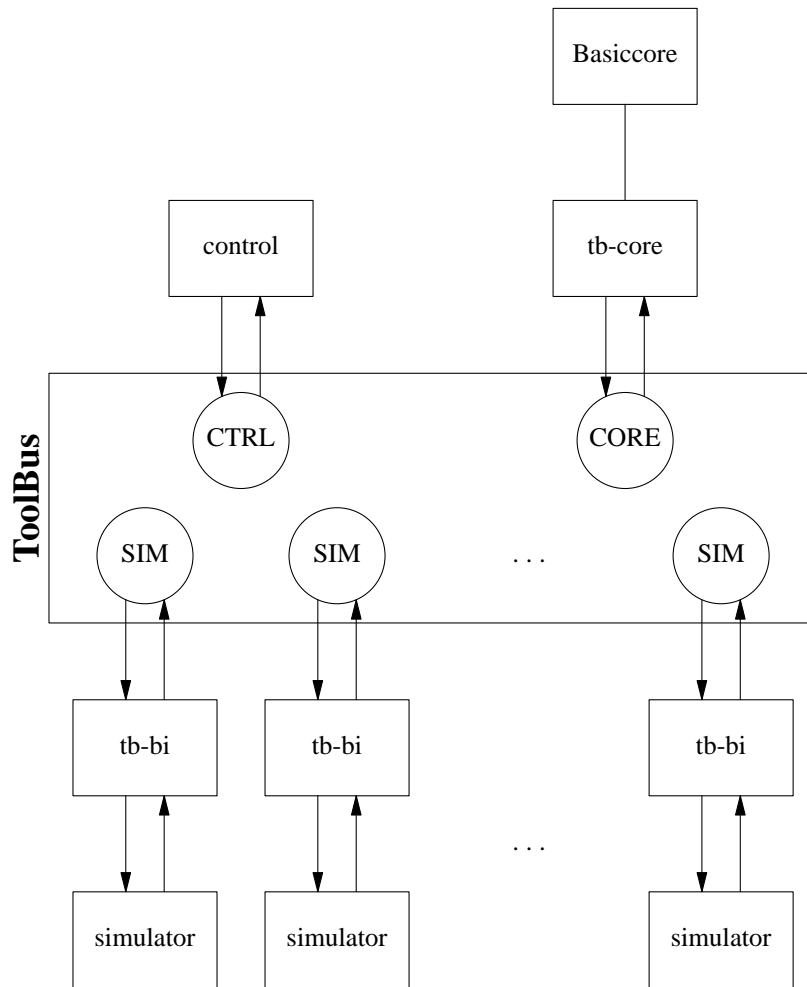 Basiccore
control
tb-core
CTRL
CORE
ToolBus
SIM
SIM
. . .
SIM
tb-bi
tb-bi
tb-bi
. . .
simulator
simulator
simulator